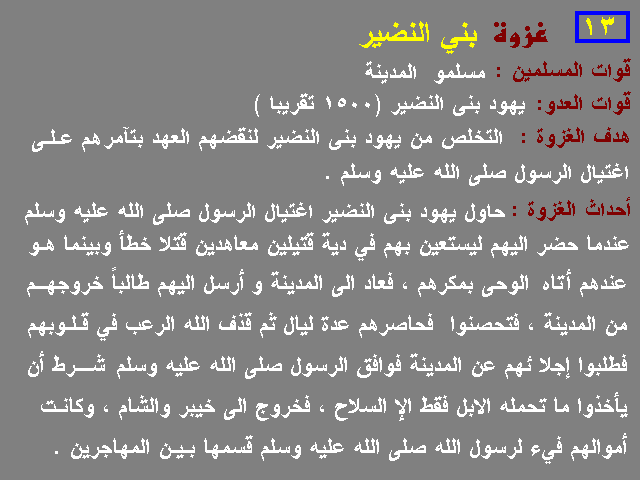 ١٣ غزوة بني النضير
قوات المسلمين : مسلمو المدينة
قوات العدو: يهود بنى النضير (١٥٠٠ تقريبا )
هدف الغزوة : التخلص من يهود بنى النضير لنقضهم العهد بتآمرهم علـى
اغتيال الرسول صلى الله عليه وسلم .
أحداث الغزوة : حاول يهود بنى النضير اغتيال الرسول صلى الله عليه وسلم
عندما حضر اليهم ليستعين بهم في دية قتيلين معاهدين قتلا خطأ وبينما هـو
عندهم أتاه الوحى بمكرهم ، فعاد الى المدينة و أرسل اليهم طالباً خروجهــم
من المدينة ، فتحصنوا فحاصرهم عدة ليال ثم قذف الله الرعب في قـلـوبهم
فطلبوا إجلا ئهم عن المدينة فوافق الرسول صلى الله عليه وسلم شـــرط أن
يأخذوا ما تحمله الابل فقط الإ السلاح ، فخروج الى خيبر والشام ، وكانـت
أموالهم فيء لرسول الله صلى الله عليه وسلم قسمها بـيـن المهاجرين .